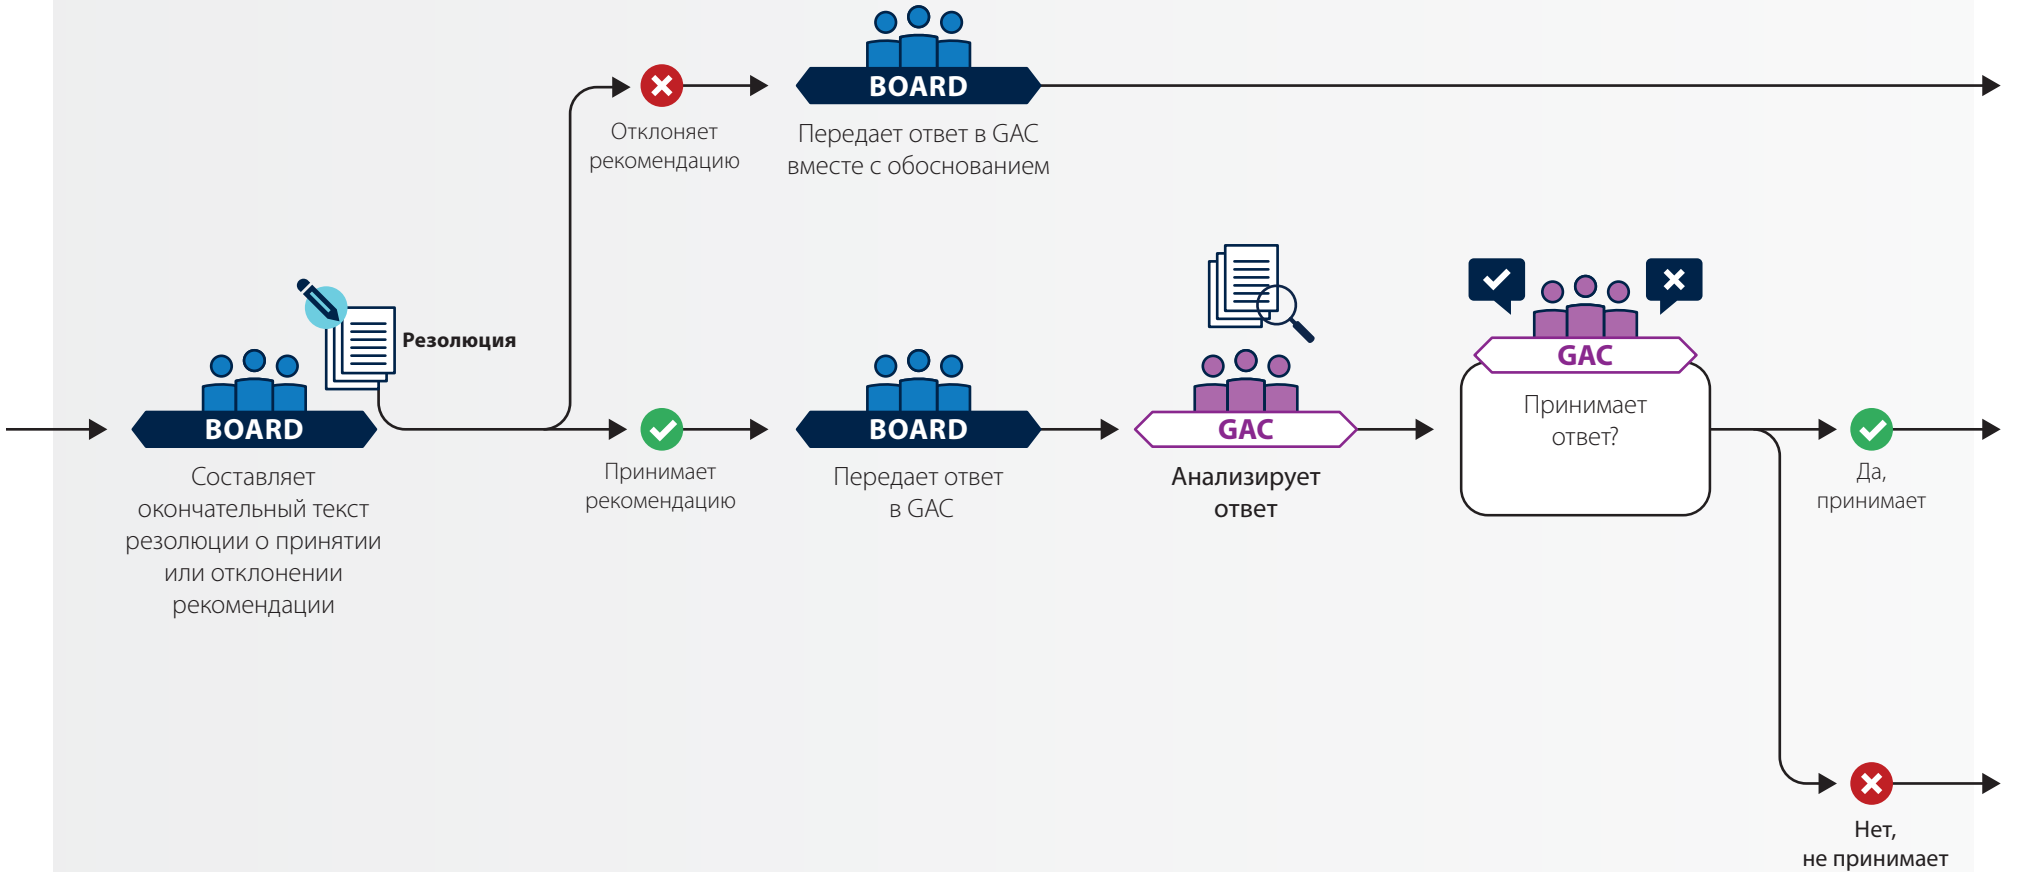 BOARD
Отклоняет
рекомендацию
Передает ответ в GAC
вместе с обоснованием
Резолюция
BOARD
Составляет
окончательный текст
резолюции о принятии
или отклонении
рекомендации
Принимает
рекомендацию
BOARD
Передает ответ
в GAC
GAC
Анализирует
ответ
GAC
Принимает
ответ?
Да,
принимает
Нет,
не принимает